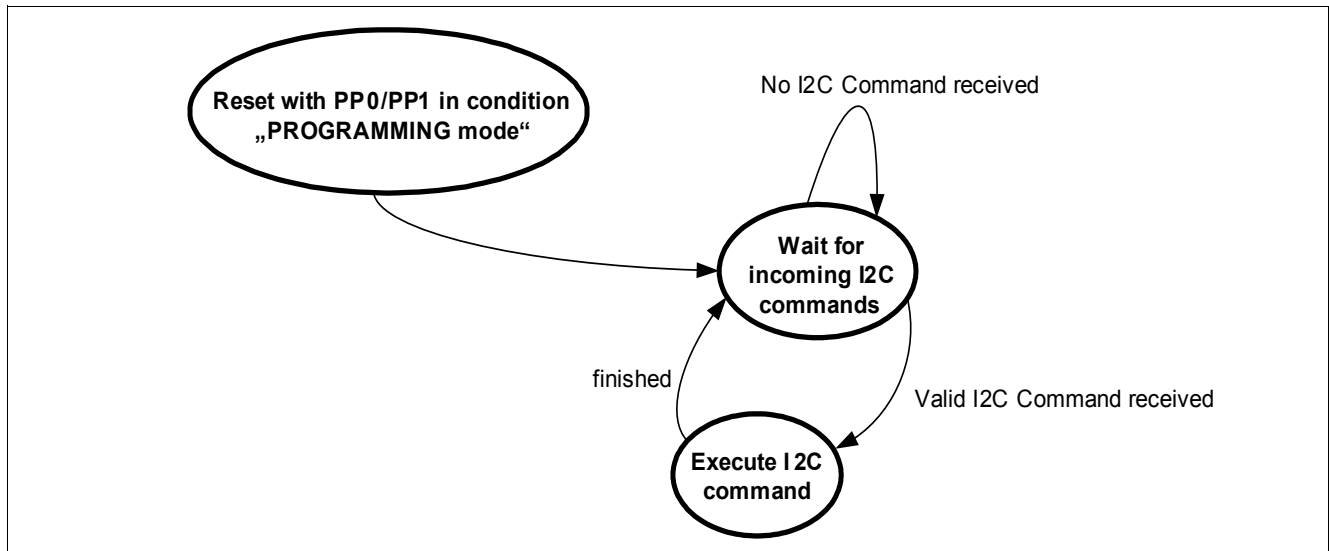 Reset with PP0/PP1 in condition
„PROGRAMMING mode“
No I2C Command received
Wait for
incoming I2C
commands
finished
Valid I2C Command received
Execute I2C
command